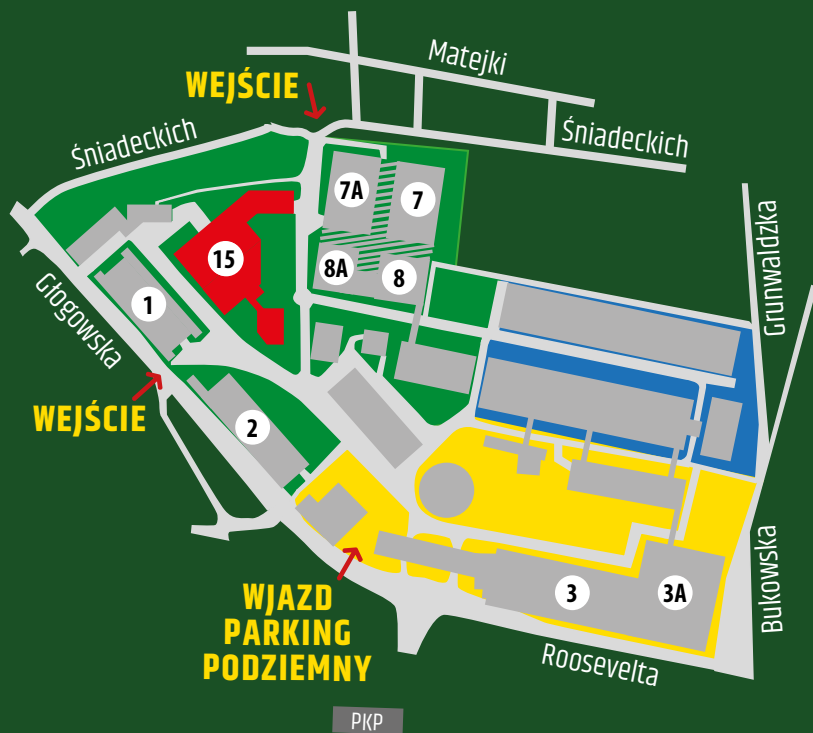 Matejki
WEJŚCIE
Śniadeckich
Śniadeckich
7A
7
Grunwaldzka
15
8A
8
1
Głogowska
WEJŚCIE
2
WJAZD
PARKING
PODZIEMNY
3
3A
Bukowska
Roosevelta
PKP